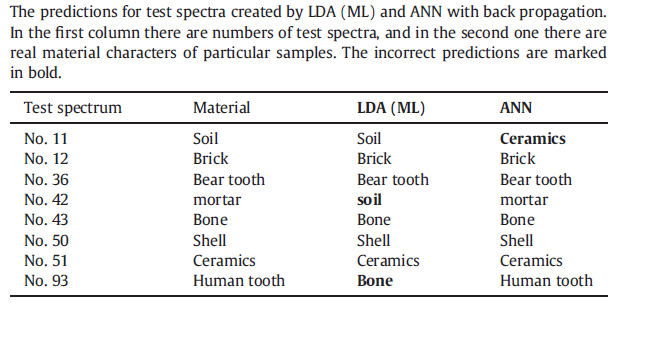 The predictions for test spectra created by LDA (ML) and ANN with back propagation.
In the first column there are numbers of test spectra, and in the second one there are
real material characters of particular samples. The incorrect predictions are marked
in bold.
Test spectrum Material LDA (ML) ANN
No. 11 Soil Soil Ceramics
No. 12 Brick Brick Brick
No. 36 Bear tooth Bear tooth Bear tooth
No. 42 mortar soil mortar
No. 43 Bone Bone Bone
No. 50 Shell Shell Shell
No. 51 Ceramics Ceramics Ceramics
No. 93 Human tooth Bone Human tooth